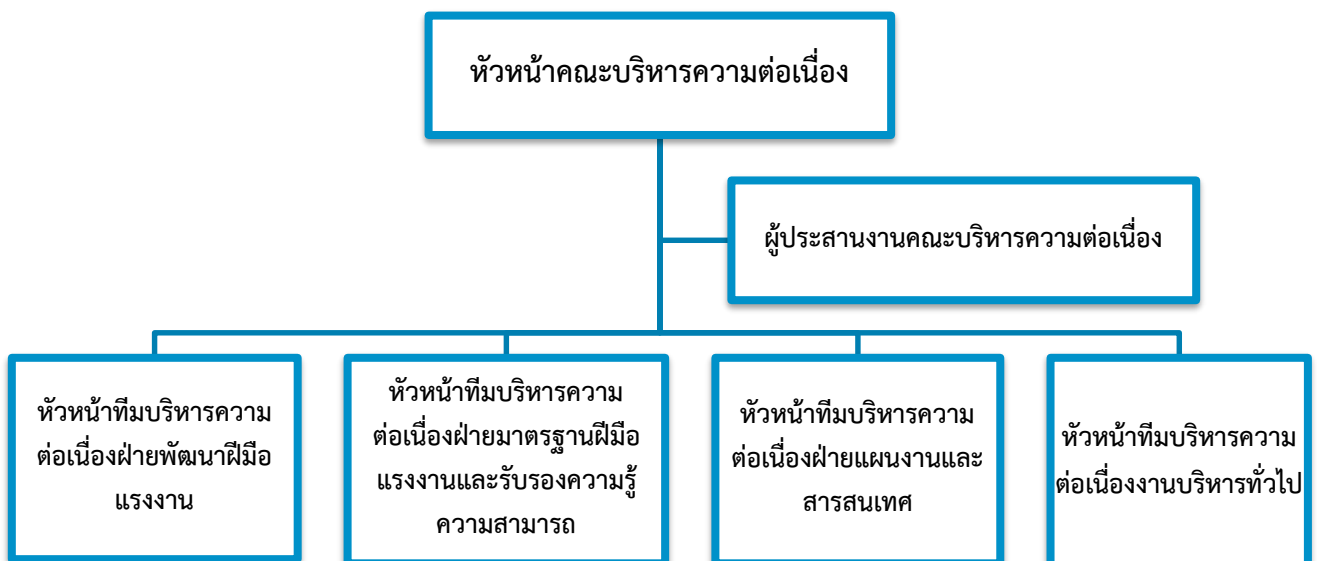 หัวหน้าคณะบริหารความต่อเนื่อง
ผู้ประสานงานคณะบริหารความต่อเนื่อง
หัวหน้าทีมบริหารความ
ต่อเนื่องฝ่ายพัฒนาฝีมือ
แรงงาน
หัวหน้าทีมบริหารความ
ต่อเนื่องฝ่ายมาตรฐานฝีมือ
แรงงานและรับรองความรู้
ความสามารถ
หัวหน้าทีมบริหารความ
ต่อเนื่องฝ่ายแผนงานและ
สารสนเทศ
หัวหน้าทีมบริหารความ
ต่อเนื่องงานบริหารทั่วไป